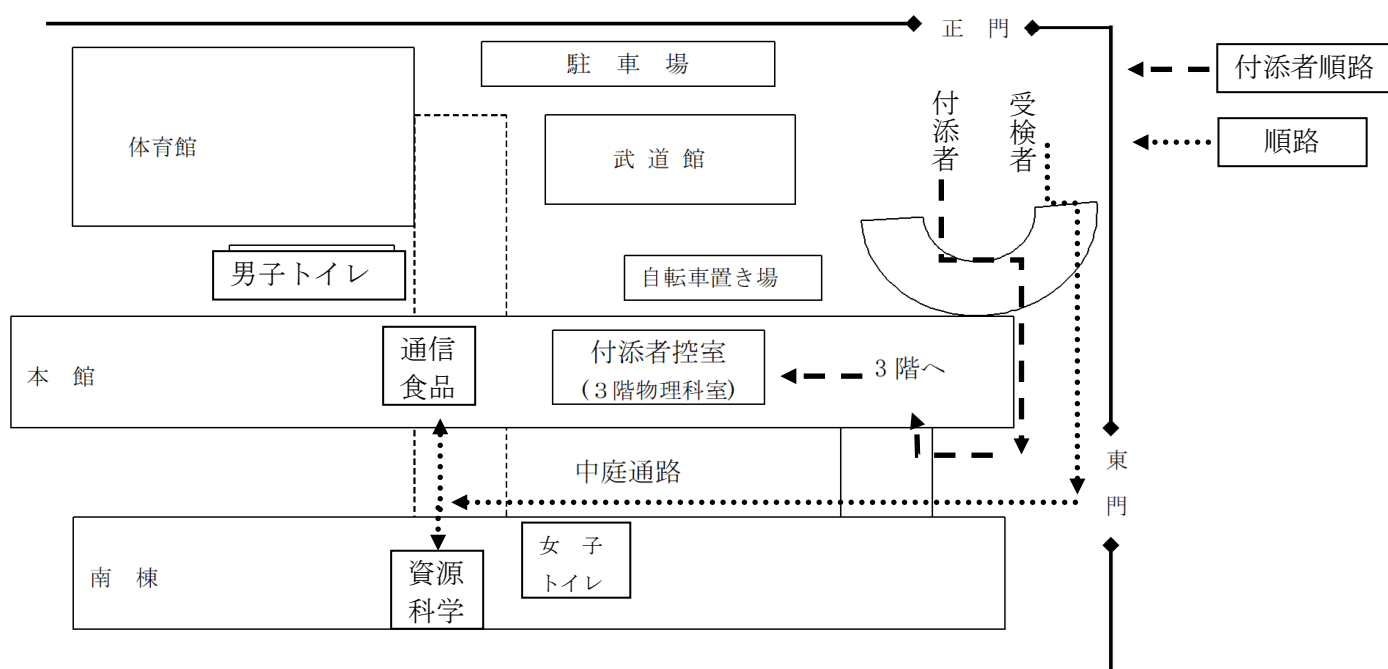 正 門
付添者順路
順路
駐 車 場
付添者
受検者
体育館
武 道 館
男子トイレ
自転車置き場
本 館
通信
食品
付添者控室
(３階物理科室)
3 階へ
中庭通路
東
門
南 棟
資源
科学
女 子
トイレ